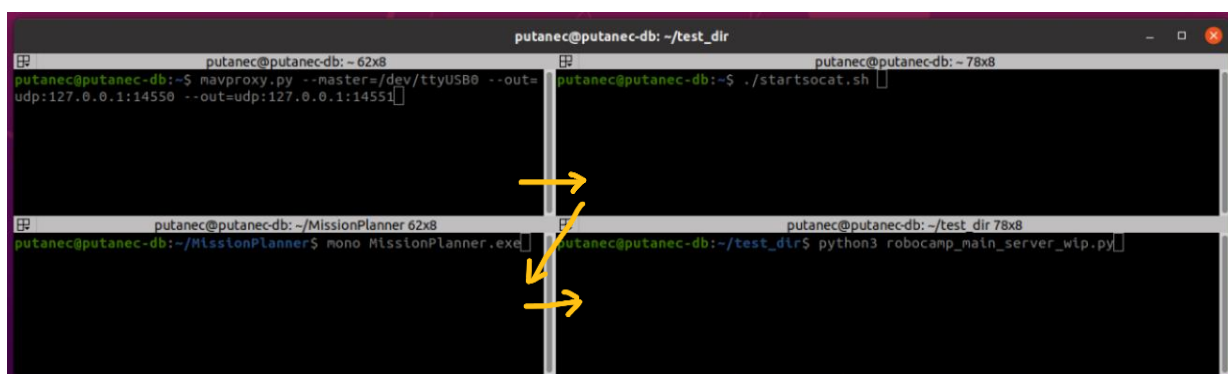 putanec@putanec-db: ~/test_dir
putanec@putanec-db: ~ 62x8
putanec@putanec-db:~$ mavproxy.py --master=/dev/ttyUSB0 --out=
udp:127.0.0.1:14550 --out=udp:127.0.0.1:14551
putanec@putanec-db: ~ 78x8
putanec@putanec-db:~$ ./startsocat.sh
putanec@putanec-db: ~/MissionPlanner 62x8
putanec@putanec-db:~/MissionPlanner$ mono MissionPlanner.exe
putanec@putanec-db: ~/test_dir 78x8
putanec@putanec-db:~/test_dir$ python3 robocamp_main_server_wip.py